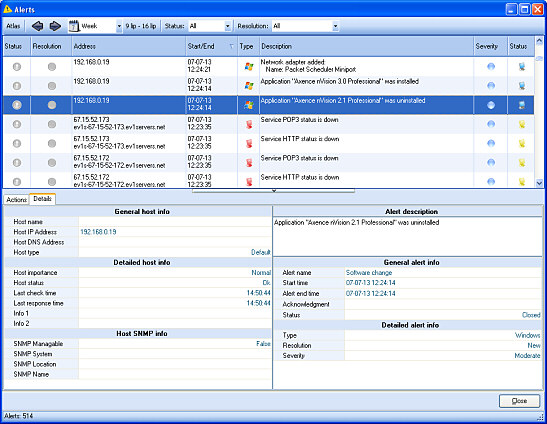 Alerts
Atlas Week 9 lip - 16 lip Status: All Resolution: All
Status Resolution Address Start/End Type Description Severity Status
192.168.0.19 07-07-13 12:24:21 Network adapter added: Name: Packet Scheduler Miniport
192.168.0.19 07-07-13 12:24:14 Application "Axence nVision 3.0 Professional" was installed
192.168.0.19 07-07-13 12:24:14 Application "Axence nVision 2.1 Professional" was uninstalled
67.15.52.173 ev1s-67-15-52-173.ev1servers.net 07-07-13 12:23:35 Service POP3 status is down
67.15.52.173 ev1s-67-15-52-173.ev1servers.net 07-07-13 12:23:35 Service HTTP status is down
67.15.52.172 ev1s-67-15-52-172.ev1servers.net 07-07-13 12:23:35 Service POP3 status is down
67.15.52.172 ev1s-67-15-52-172.ev1servers.net 07-07-13 12:23:35 Service HTTP status is down
Actions Details
General host info
Host name
Host IP Address 192.168.0.19
Host DNS Address
Host type Default
Detailed host info
Host importance Normal
Host status Ok
Last check time 14:50:44
Last response time 14:50:44
Info 1
Info 2
Host SNMP info
SNMP Managable False
SNMP System
SNMP Location
SNMP Name
Alert description
Application "Axence nVision 2.1 Professional" was uninstalled
General alert info
Alert name Software change
Start time 07-07-13 12:24:14
Alert end time 07-07-13 12:24:14
Acknowledgment
Status Closed
Detailed alert info
Type Windows
Resolution New
Severity Moderate
Close
Alerts: 514